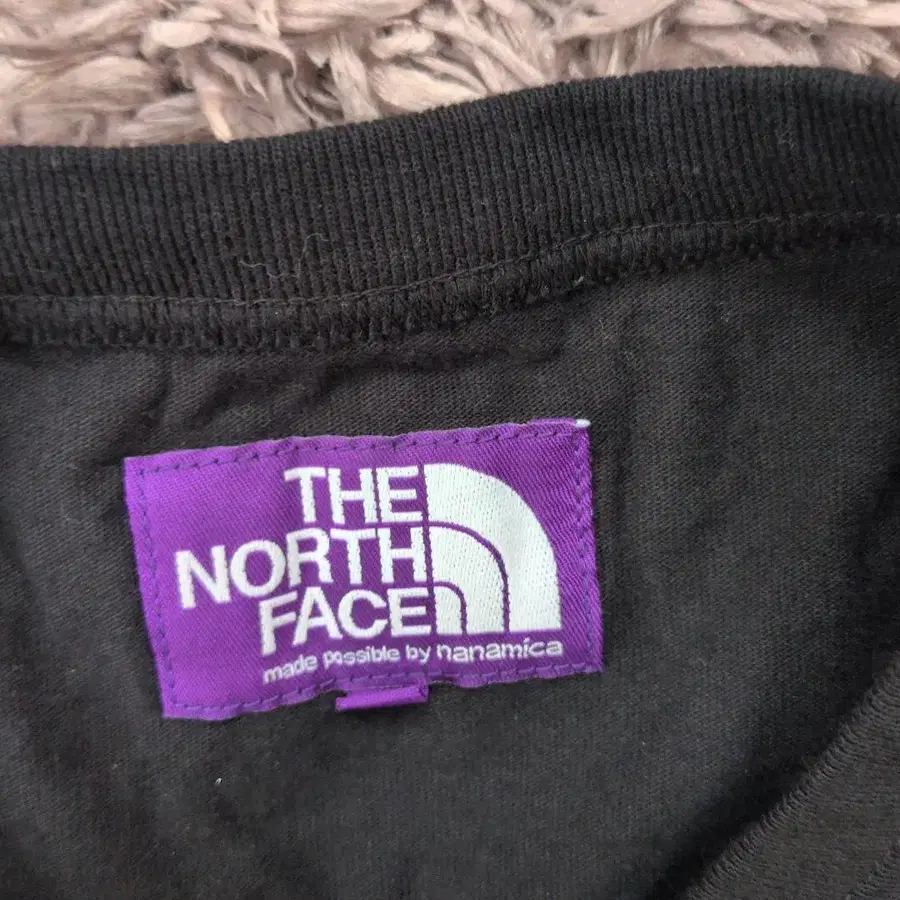 THE
NORTH
FACE
made possible by nanamica